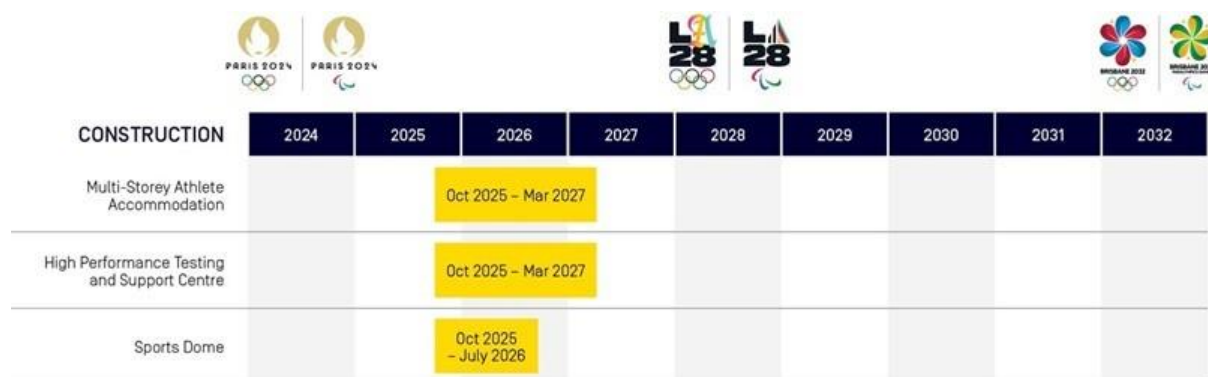 PARIS 2024
PARIS 2024
LA
28
LA
28
BRISBANE 2032
CONSTRUCTION
2024
2025
2026
2027
2028
2029
2030
2031
2032
Multi-Storey Athlete
Accommodation
Oct 2025 – Mar 2027
High Performance Testing
and Support Centre
Oct 2025 – Mar 2027
Sports Dome
Oct 2025
– July 2026